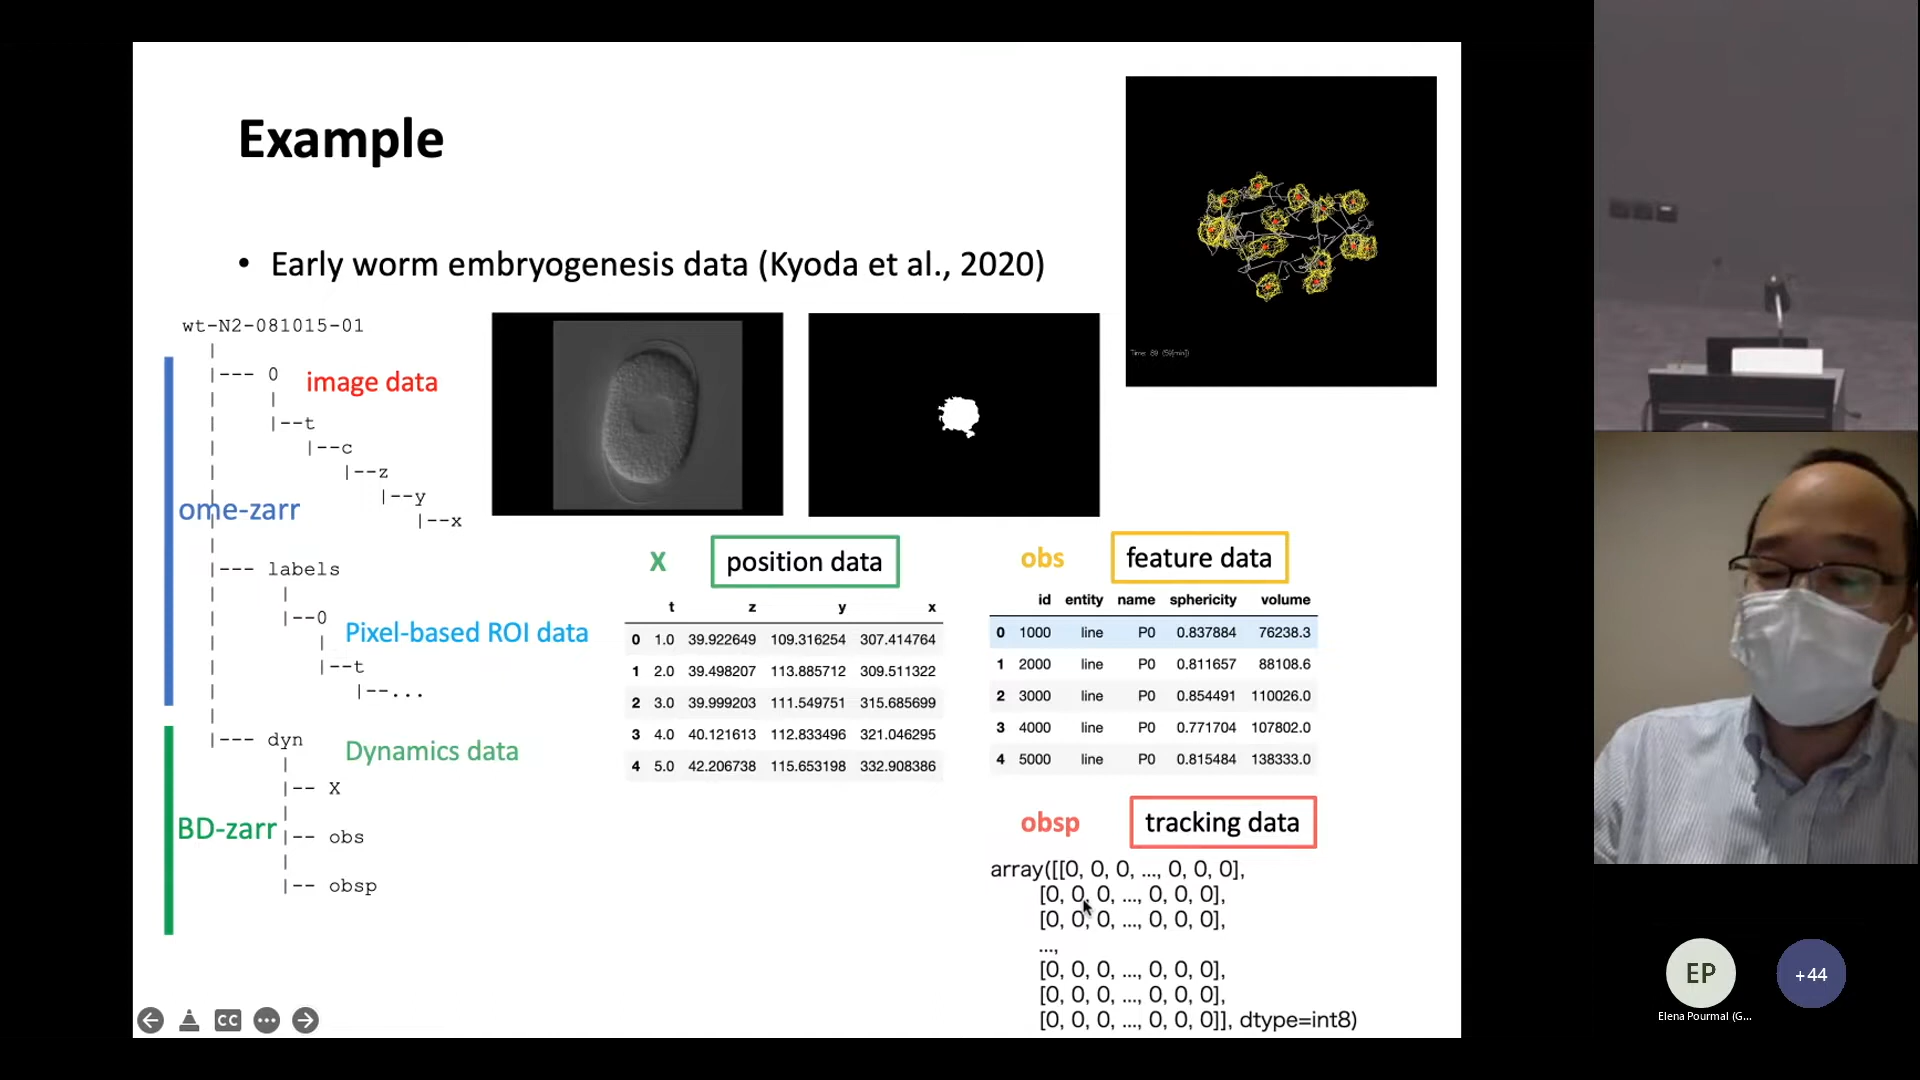 Example
• Early worm embryogenesis data (Kyoda et al., 2020)
wt-N2-081015-01
|
|--- 0
image data
|
|--t
|--c
|--z
|--y
|--x
ome-zarr
|--- labels
|
|--0
Pixel-based ROI data
|
|--t
|--...
|--- dyn
Dynamics data
|
|-- X
|
BD-zarr
|-- obs
|
|-- obsp
Time: 80 (59[min])
X position data
t z y x
0 1.0 39.922649 109.316254 307.414764
1 2.0 39.498207 113.885712 309.511322
2 3.0 39.999203 111.549751 315.685699
3 4.0 40.121613 112.833496 321.046295
4 5.0 42.206738 115.653198 332.908386
obs feature data
id entity name sphericity volume
0 1000 line P0 0.837884 76238.3
1 2000 line P0 0.811657 88108.6
2 3000 line P0 0.854491 110026.0
3 4000 line P0 0.771704 107802.0
4 5000 line P0 0.815484 138333.0
obsp tracking data
array([[0, 0, 0, ..., 0, 0, 0],
[0, 0, 0, ..., 0, 0, 0],
[0, 0, 0, ..., 0, 0, 0],
...,
[0, 0, 0, ..., 0, 0, 0],
[0, 0, 0, ..., 0, 0, 0],
[0, 0, 0, ..., 0, 0, 0]], dtype=int8)
CC
EP
+44
Elena Pourmal (G...